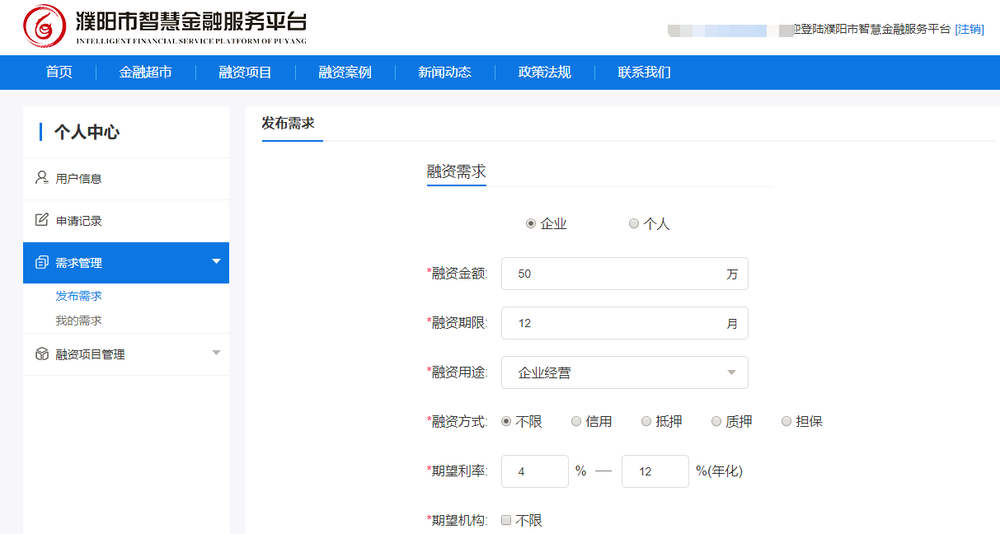 濮阳市智慧金融服务平台
INTELLIGENT FINANCIAL SERVICE PLATFORM OF PUYANG
迎登陆濮阳市智慧金融服务平台 [注销]
首页 金融超市 融资项目 融资案例 新闻动态 政策法规 联系我们
个人中心
用户信息
申请记录
需求管理
发布需求
我的需求
融资项目管理
发布需求
融资需求
企业 个人
*融资金额: 50 万
*融资期限: 12 月
*融资用途: 企业经营
*融资方式: 不限 信用 抵押 质押 担保
*期望利率: 4 % — 12 %(年化)
*期望机构: 不限